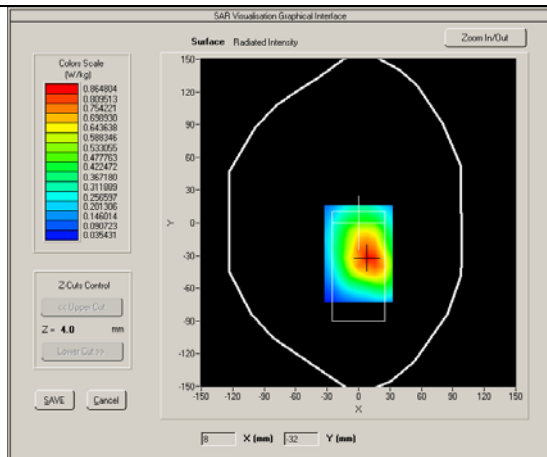 SAR Visualisation Graphical Interface
Surface Radiated Intensity
Zoom In/Out
Colors Scale
(W/kg)
0.864804
0.809513
0.754221
0.698930
0.643638
0.588346
0.533055
0.477763
0.422472
0.367180
0.311889
0.256597
0.201306
0.146014
0.090723
0.035431
Z-Cuts Control
<< Upper Cut
Z = 4.0 mm
Lower Cut >>
SAVE Cancel
150
120
90
60
30
0
-30
-60
-90
-120
-150
Y
-150 -120 -90 -60 -30 0 30 60 90 120 150
X
8 X (mm) -32 Y (mm)